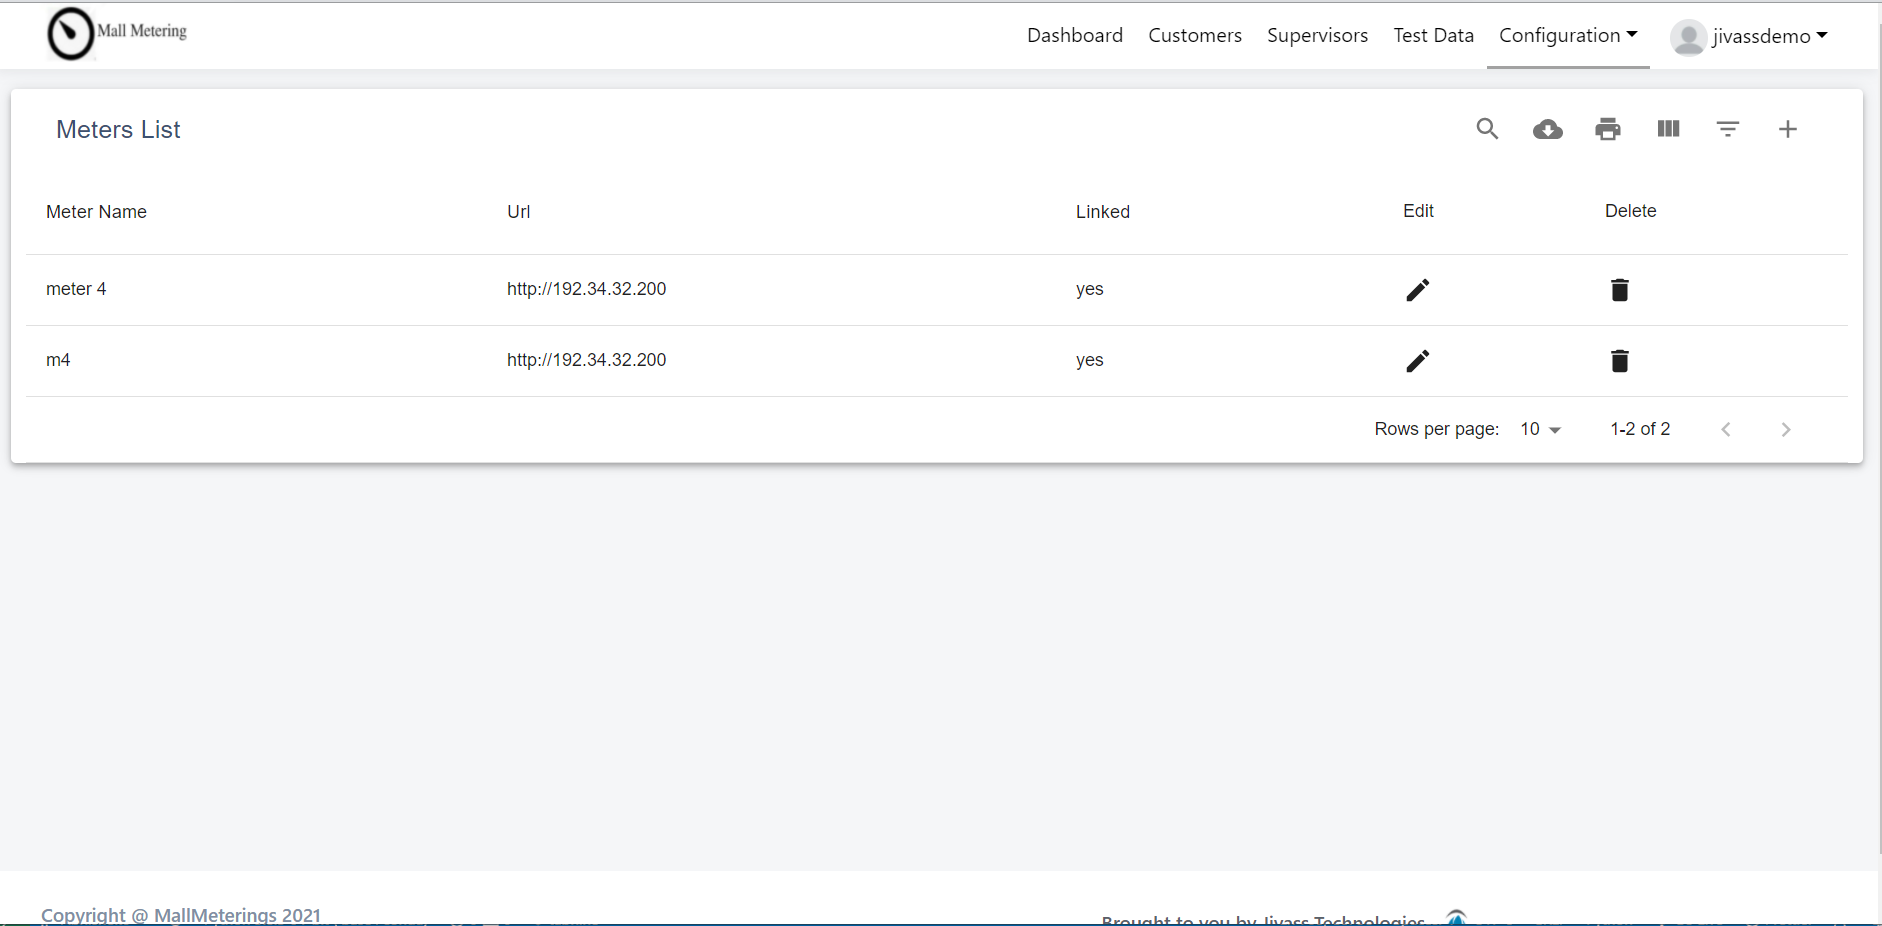 Mall Metering
Dashboard Customers Supervisors Test Data Configuration jivassdemo
Meters List
Meter Name Url Linked Edit Delete
meter 4 http://192.34.32.200 yes
m4 http://192.34.32.200 yes
Rows per page: 10 1-2 of 2
Copyright @ MallMeterings 2021
Brought to you by Jivass Technologies